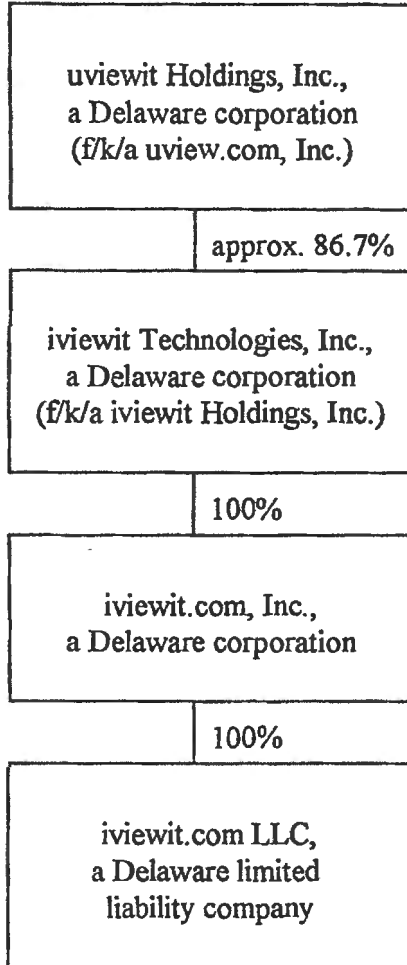 uviewit Holdings, Inc.,
a Delaware corporation
(f/k/a uview.com, Inc.)
approx. 86.7%
iviewit Technologies, Inc.,
a Delaware corporation
(f/k/a iviewit Holdings, Inc.)
100%
iviewit.com, Inc.,
a Delaware corporation
100%
iviewit.com LLC,
a Delaware limited
liability company